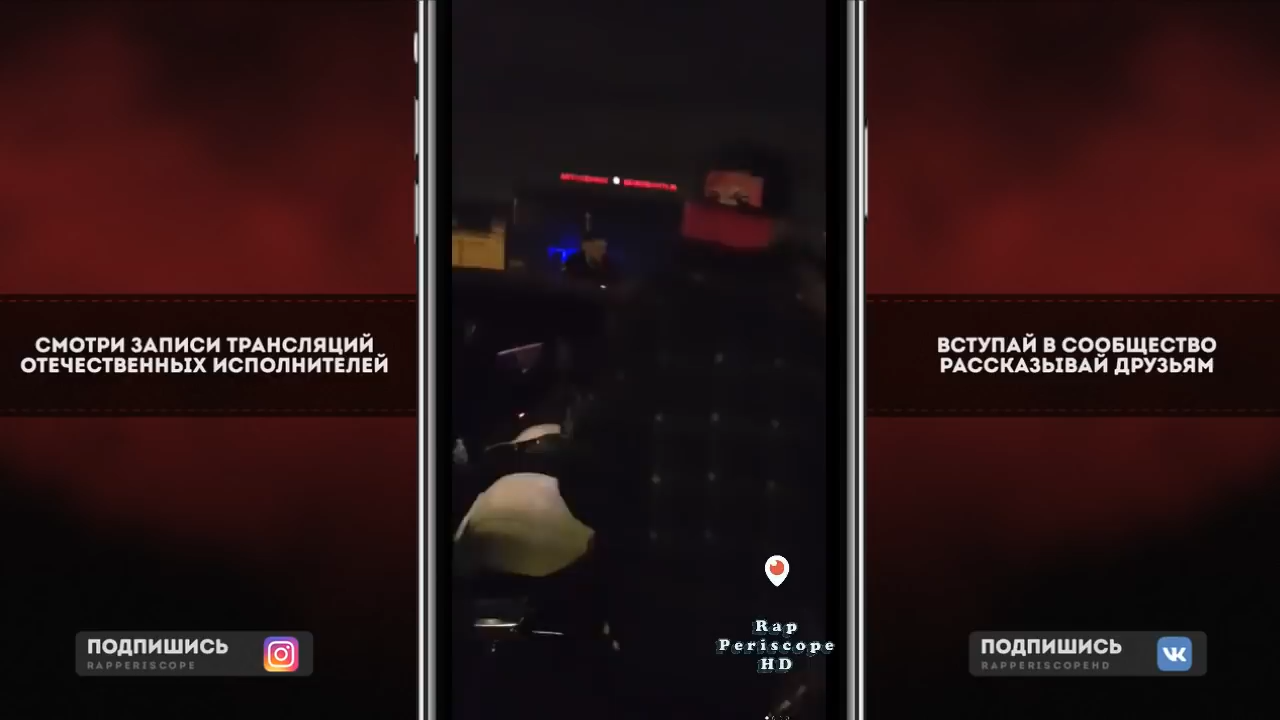 СМОТРИ ЗАПИСИ ТРАНСЛЯЦИЙ
ОТЕЧЕСТВЕННЫХ ИСПОЛНИТЕЛЕЙ
ВСТУПАЙ В СООБЩЕСТВО
РАССКАЗЫВАЙ ДРУЗЬЯМ
ПОДПИШИСЬ
RAPPERISCOPE
Rap
Periscope
HD
ПОДПИШИСЬ
RAPPERISCOPEHD